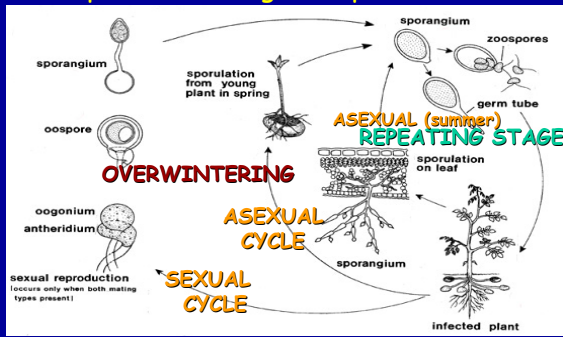 sporangium
sporangium
zoospores
sporulation
from young
plant in spring
germ tube
ASEXUAL (summer)
REPEATING STAGE
oospore
OVERWINTERING
sporulation
on leaf
ASEXUAL
CYCLE
oogonium
antheridium
sporangium
sexual reproduction
(occurs only when both mating
types present)
SEXUAL
CYCLE
infected plant